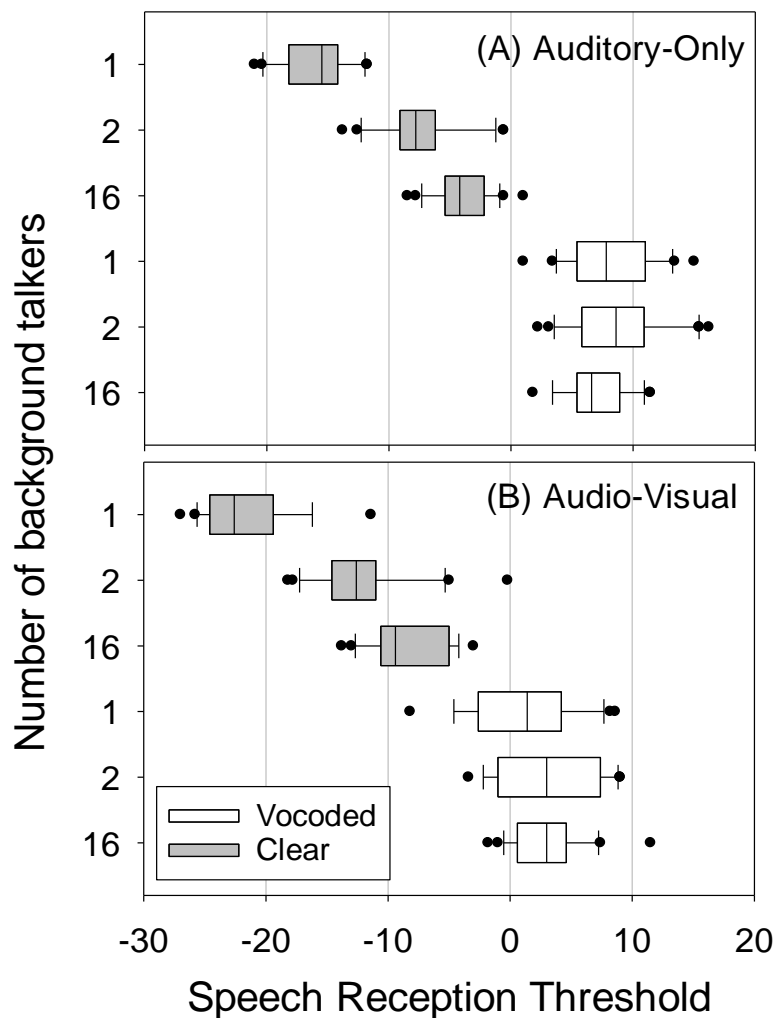 (A) Auditory-Only
1
2
16
1
2
16
(B) Audio-Visual
1
2
16
1
2
16
Vocoded
Clear
-30 -20 -10 0 10 20
Speech Reception Threshold
Number of background talkers